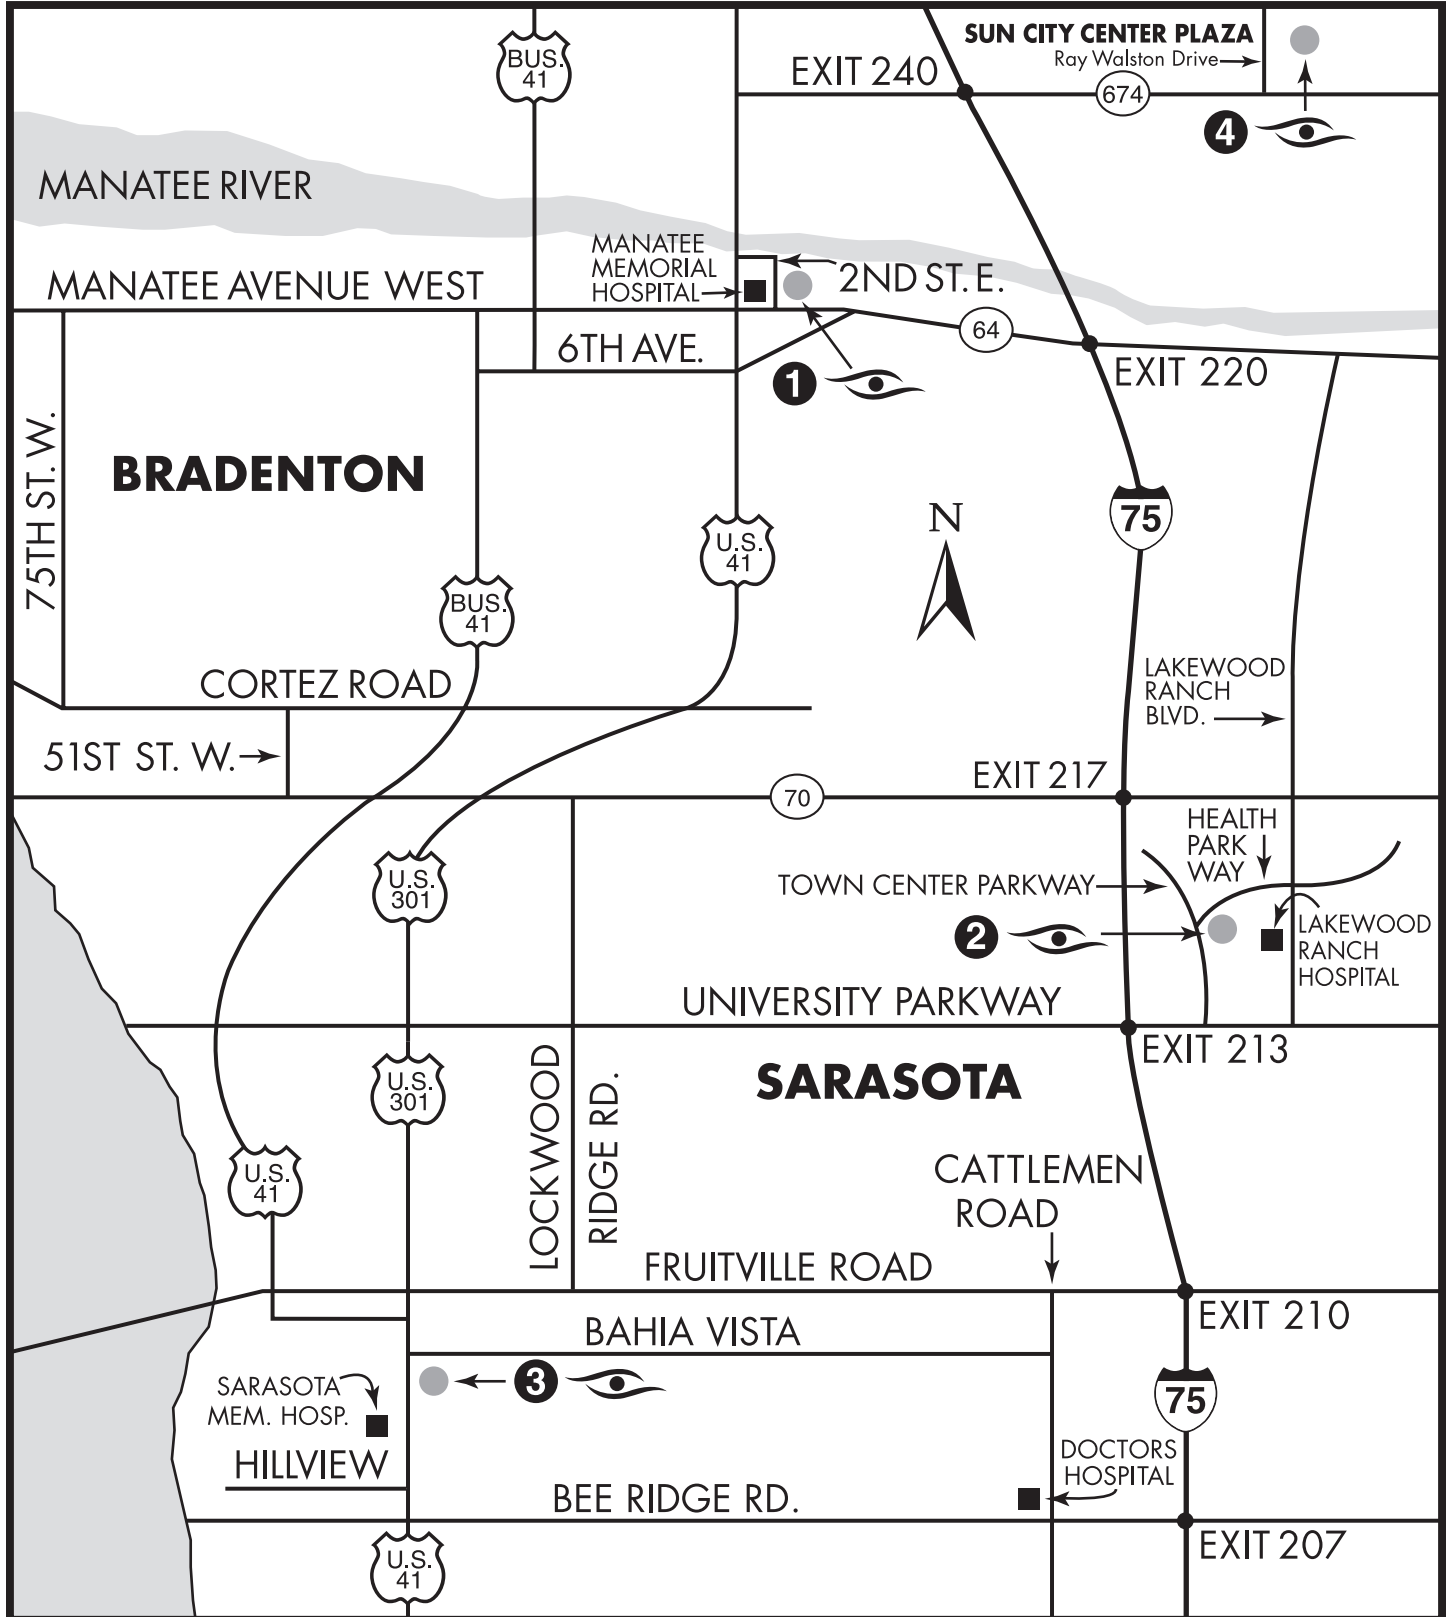 SUN CITY CENTER PLAZA
Ray Walston Drive
BUS.
41
EXIT 240
674
4
MANATEE RIVER
MANATEE
MEMORIAL
HOSPITAL
2ND ST. E.
MANATEE AVENUE WEST
64
6TH AVE.
EXIT 220
1
75TH ST. W.
BRADENTON
N
75
U.S.
41
BUS.
41
CORTEZ ROAD
LAKEWOOD
RANCH
BLVD.
51ST ST. W.
EXIT 217
70
HEALTH
PARK
WAY
U.S.
301
TOWN CENTER PARKWAY
2
LAKEWOOD
RANCH
HOSPITAL
UNIVERSITY PARKWAY
EXIT 213
SARASOTA
U.S.
301
LOCKWOOD
RIDGE RD.
U.S.
41
CATTLEMEN
ROAD
FRUITVILLE ROAD
EXIT 210
BAHIA VISTA
3
SARASOTA
MEM. HOSP.
75
HILLVIEW
DOCTORS
HOSPITAL
BEE RIDGE RD.
EXIT 207
U.S.
41